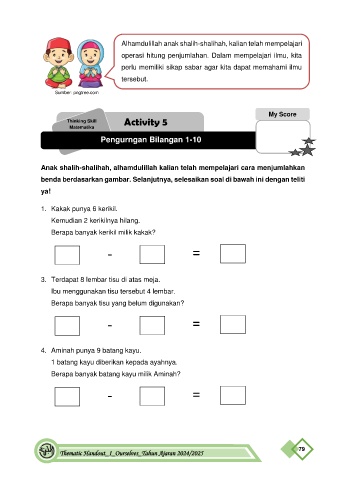 Alhamdulillah anak shalih-shalihah, kalian telah mempelajari
operasi hitung penjumlahan. Dalam mempelajari ilmu, kita
perlu memiliki sikap sabar agar kita dapat memahami ilmu
tersebut.
Sumber: pngtree.com
Thinking Skill
Matematika
Activity 5
My Score
Pengurngan Bilangan 1-10
Anak shalih-shalihah, alhamdulillah kalian telah mempelajari cara menjumlahkan
benda berdasarkan gambar. Selanjutnya, selesaikan soal di bawah ini dengan teliti
ya!
1. Kakak punya 6 kerikil.
Kemudian 2 kerikilnya hilang.
Berapa banyak kerikil milik kakak?
- =
3. Terdapat 8 lembar tisu di atas meja.
Ibu menggunakan tisu tersebut 4 lembar.
Berapa banyak tisu yang belum digunakan?
- =
4. Aminah punya 9 batang kayu.
1 batang kayu diberikan kepada ayahnya.
Berapa banyak batang kayu milik Aminah?
- =
Thematic Handout_1_Ourselves_Tahun Ajaran 2024/2025
79